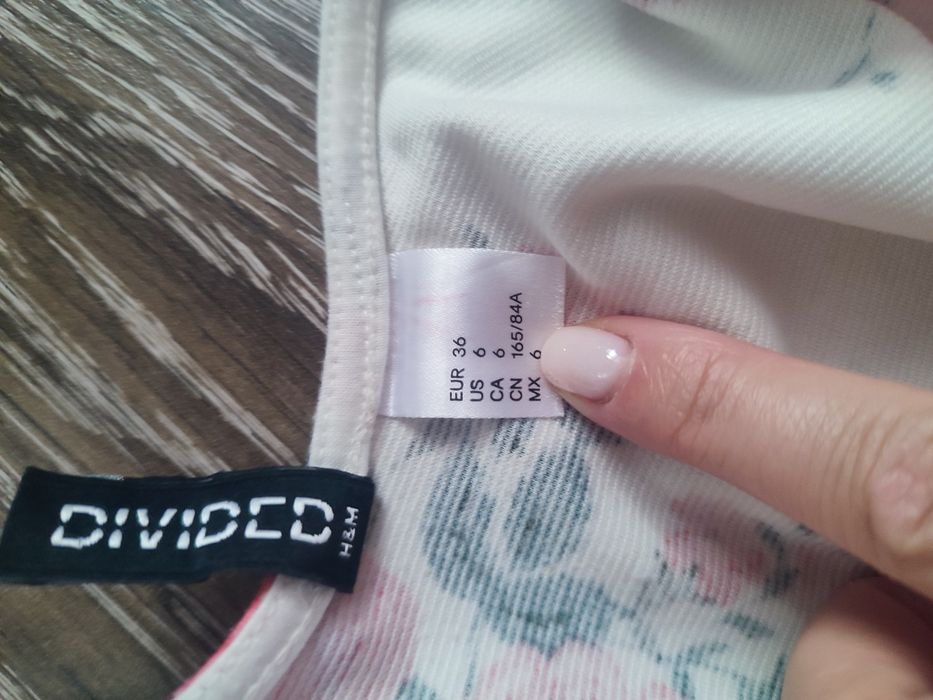 EUR 36
US 6
CA 6
CN 165/84A
MX 6
DIVIDED
H&M